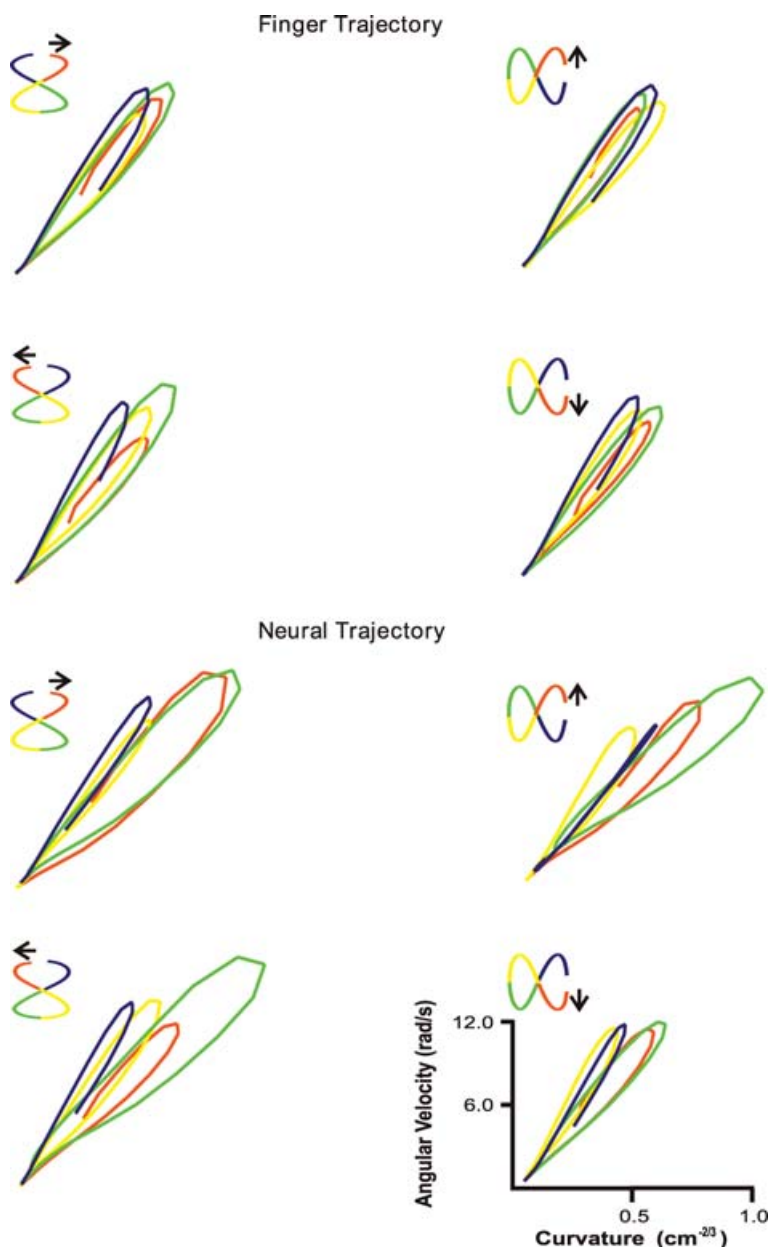 Finger Trajectory
Neural Trajectory
Angular Velocity (rad/s)
12.0
6.0
0.5
1.0
Curvature (cm-2/3)